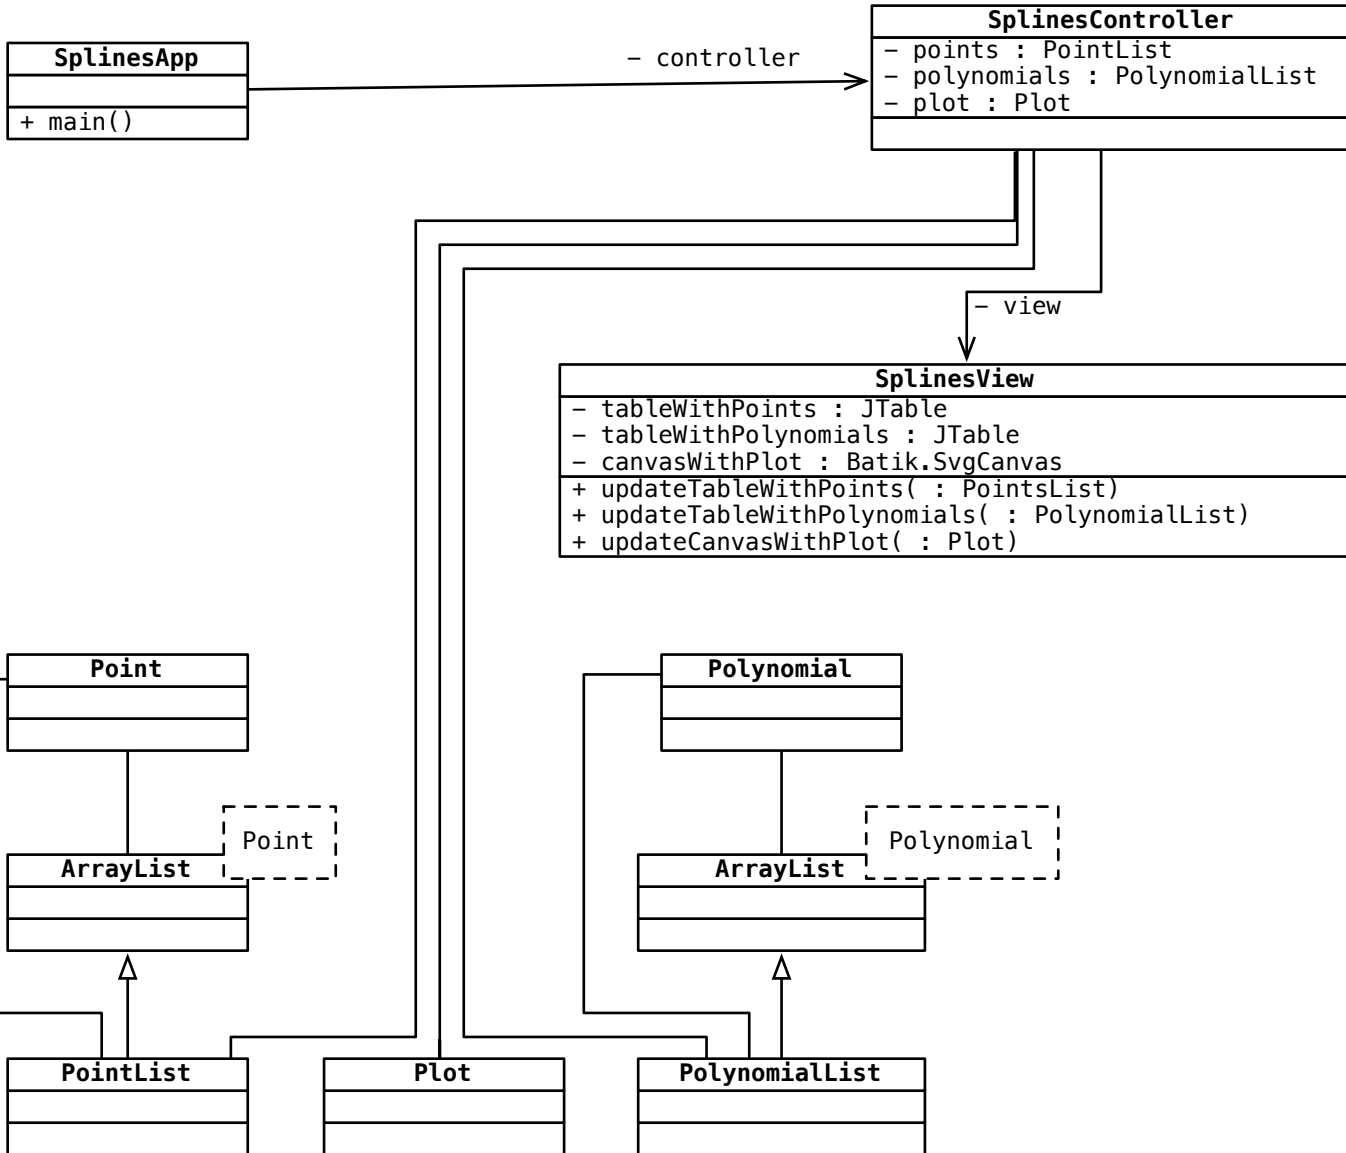 SplinesController
− points : PointList
− polynomials : PolynomialList
− plot : Plot
SplinesApp
+ main()
− controller
− view
SplinesView
− tableWithPoints : JTable
− tableWithPolynomials : JTable
− canvasWithPlot : Batik.SvgCanvas
+ updateTableWithPoints( : PointsList)
+ updateTableWithPolynomials( : PolynomialList)
+ updateCanvasWithPlot( : Plot)
Point
Polynomial
Point
Polynomial
ArrayList
ArrayList
PointList
Plot
PolynomialList